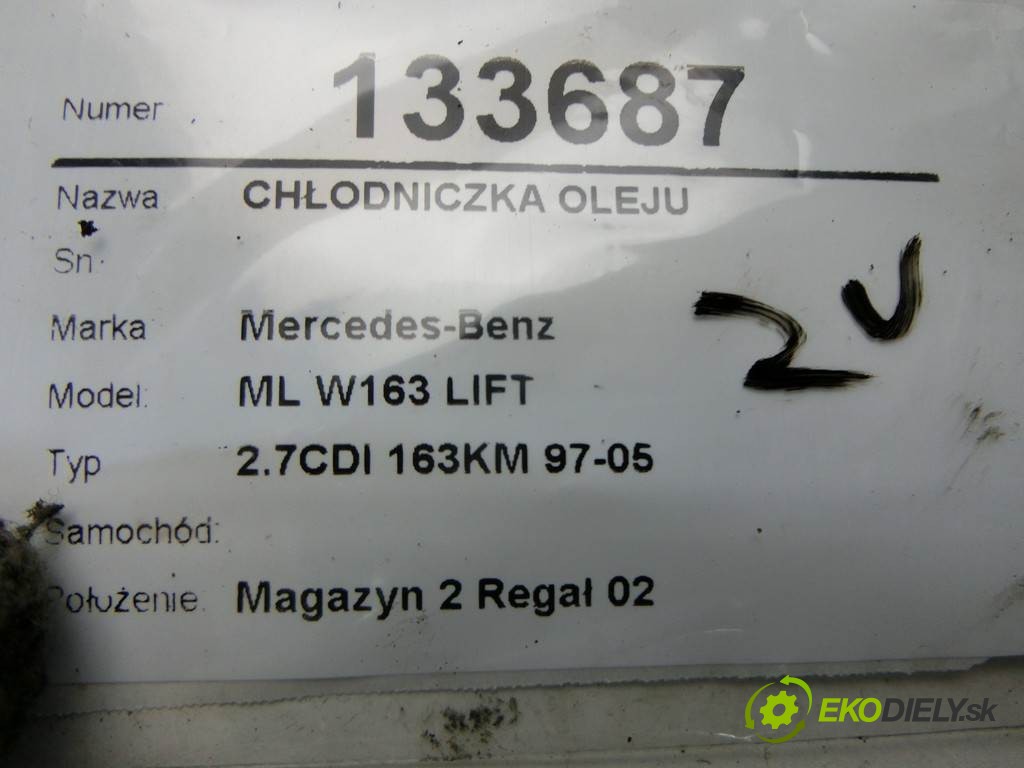 Numer 133687
Nazwa CHŁODNICZKA OLEJU
Sn:
Marka Mercedes-Benz
Model: ML W163 LIFT
Typ 2.7CDI 163KM 97-05
Samochód:
Położenie: Magazyn 2 Regał 02
2U
EKODIELY.sk